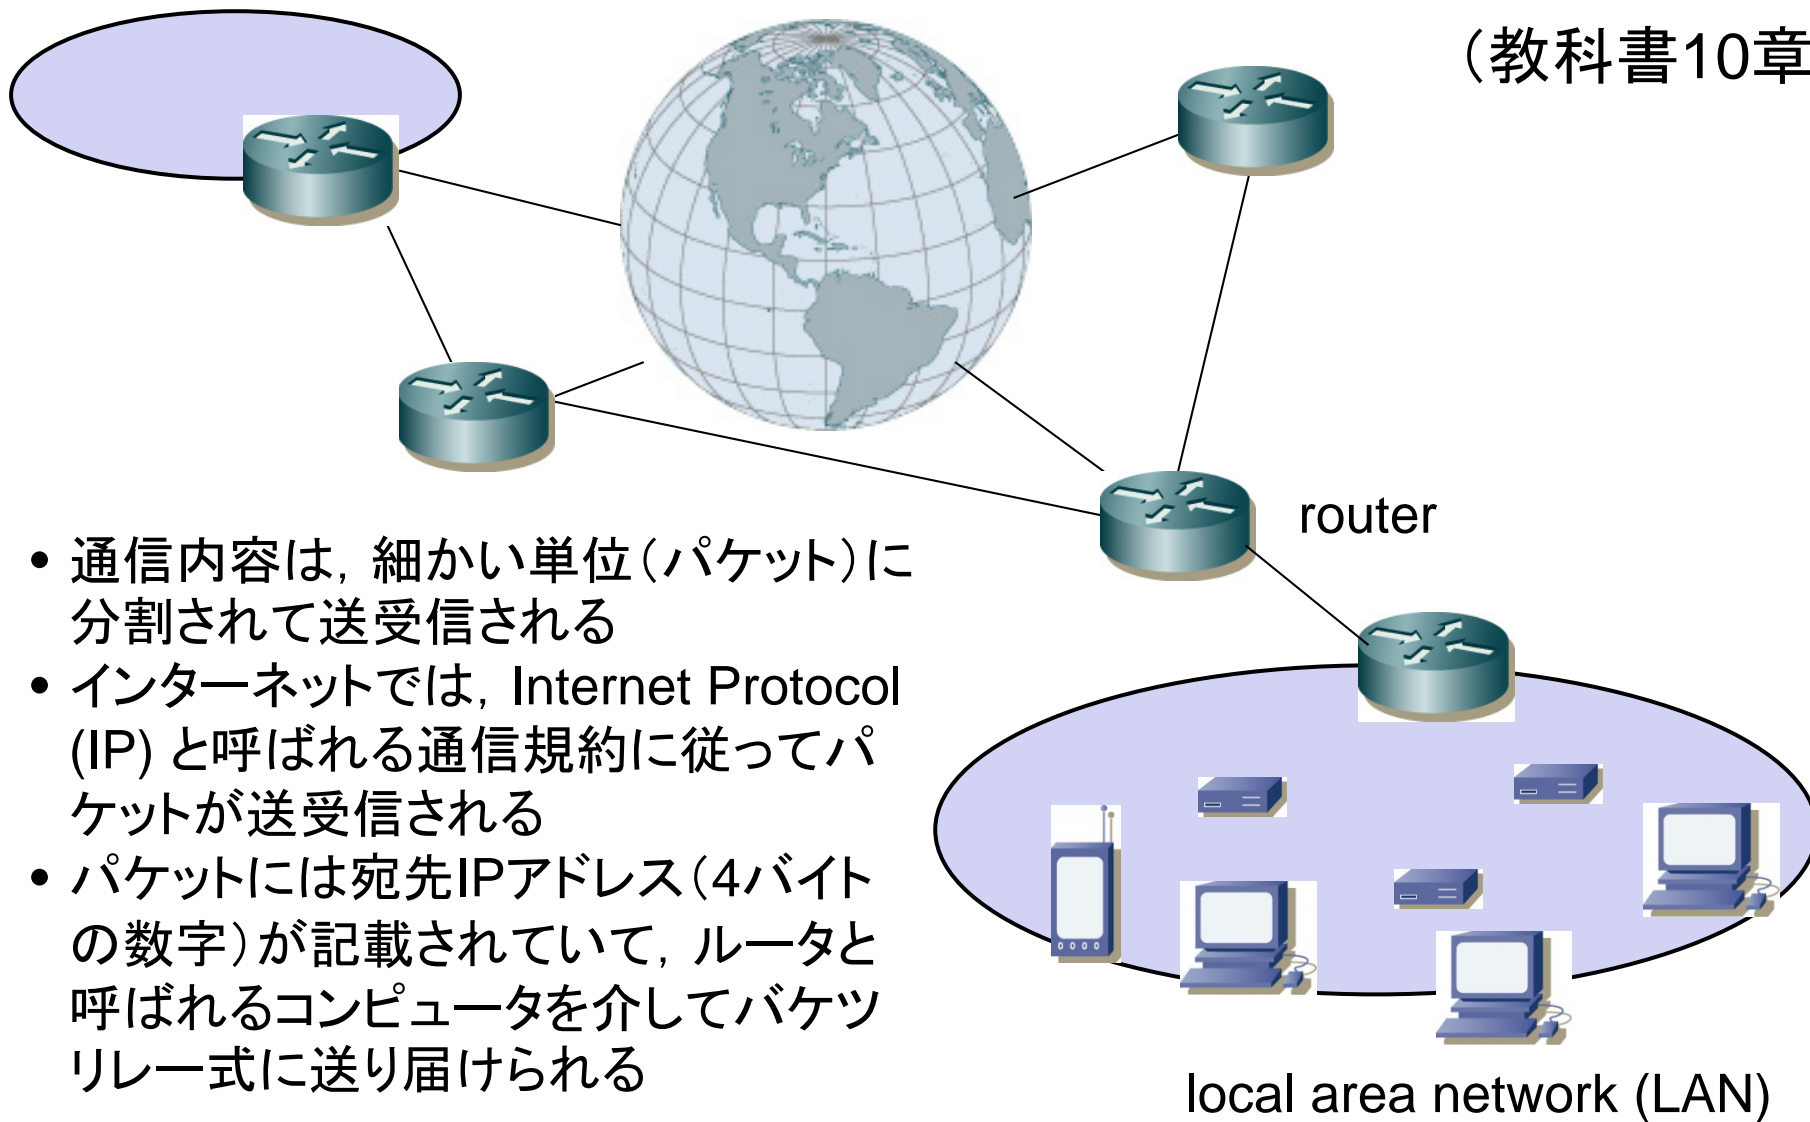 （教科書10章
router
• 通信内容は，細かい単位（パケット）に
分割されて送受信される
• インターネットでは，Internet Protocol
(IP) と呼ばれる通信規約に従ってパ
ケットが送受信される
• パケットには宛先IPアドレス（4バイト
の数字）が記載されていて，ルータと
呼ばれるコンピュータを介してバケツ
リレー式に送り届けられる
local area network (LAN)